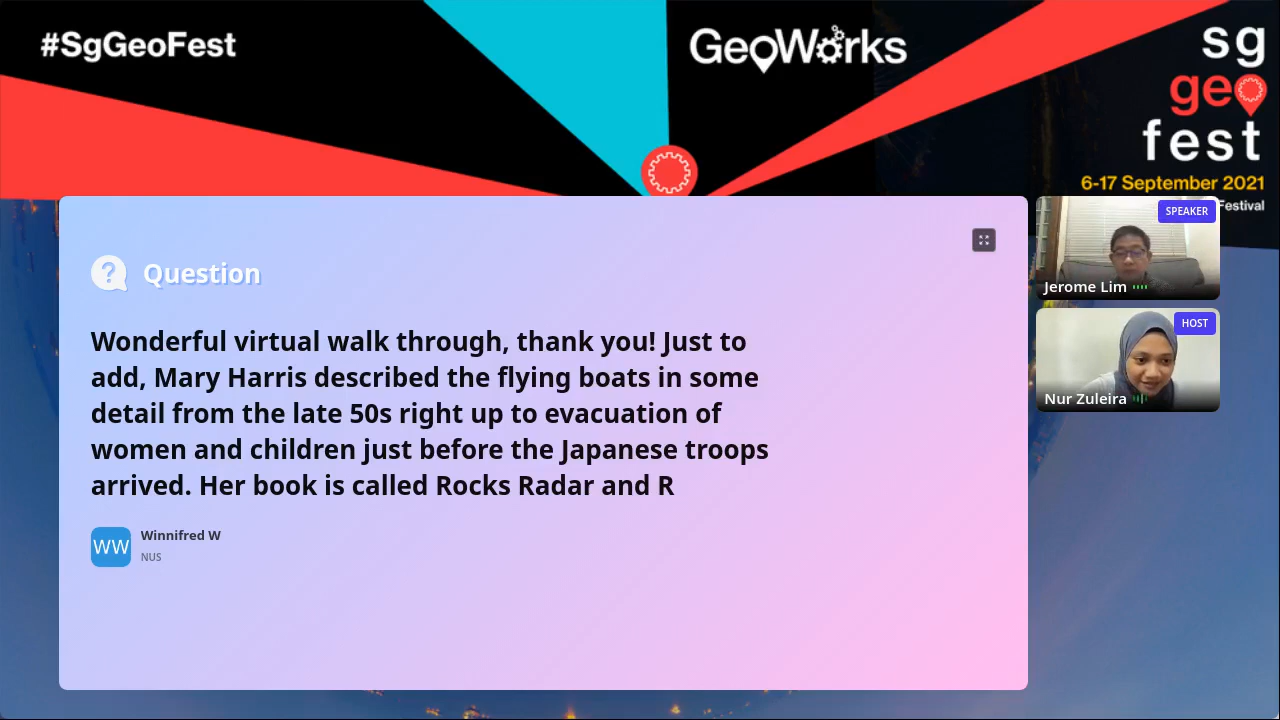 #SgGeoFest
GeoWorks
sg
geo
fest
6-17 September 2021
Festival
SPEAKER
Jerome Lim
HOST
Nur Zuleira
Question
Wonderful virtual walk through, thank you! Just to
add, Mary Harris described the flying boats in some
detail from the late 50s right up to evacuation of
women and children just before the Japanese troops
arrived. Her book is called Rocks Radar and R
WW
Winnifred W
NUS